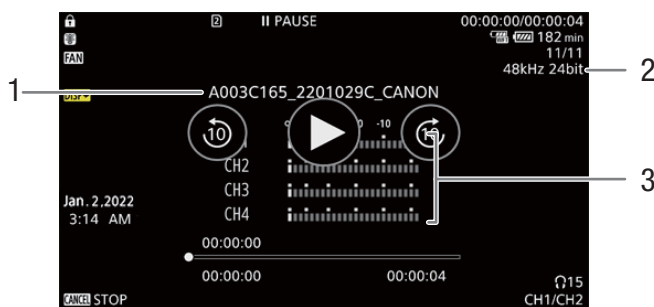 2 II PAUSE 00:00:00/00:00:04
182 min
FAN 11/11
48kHz 24bit 2
1 A003C165_2201029C_CANON
10 -10
CH2
CH3 3
Jan. 2,2022
3:14 AM CH4
00:00:00
00:00:00 00:00:04
15
CANCEL STOP CH1/CH2